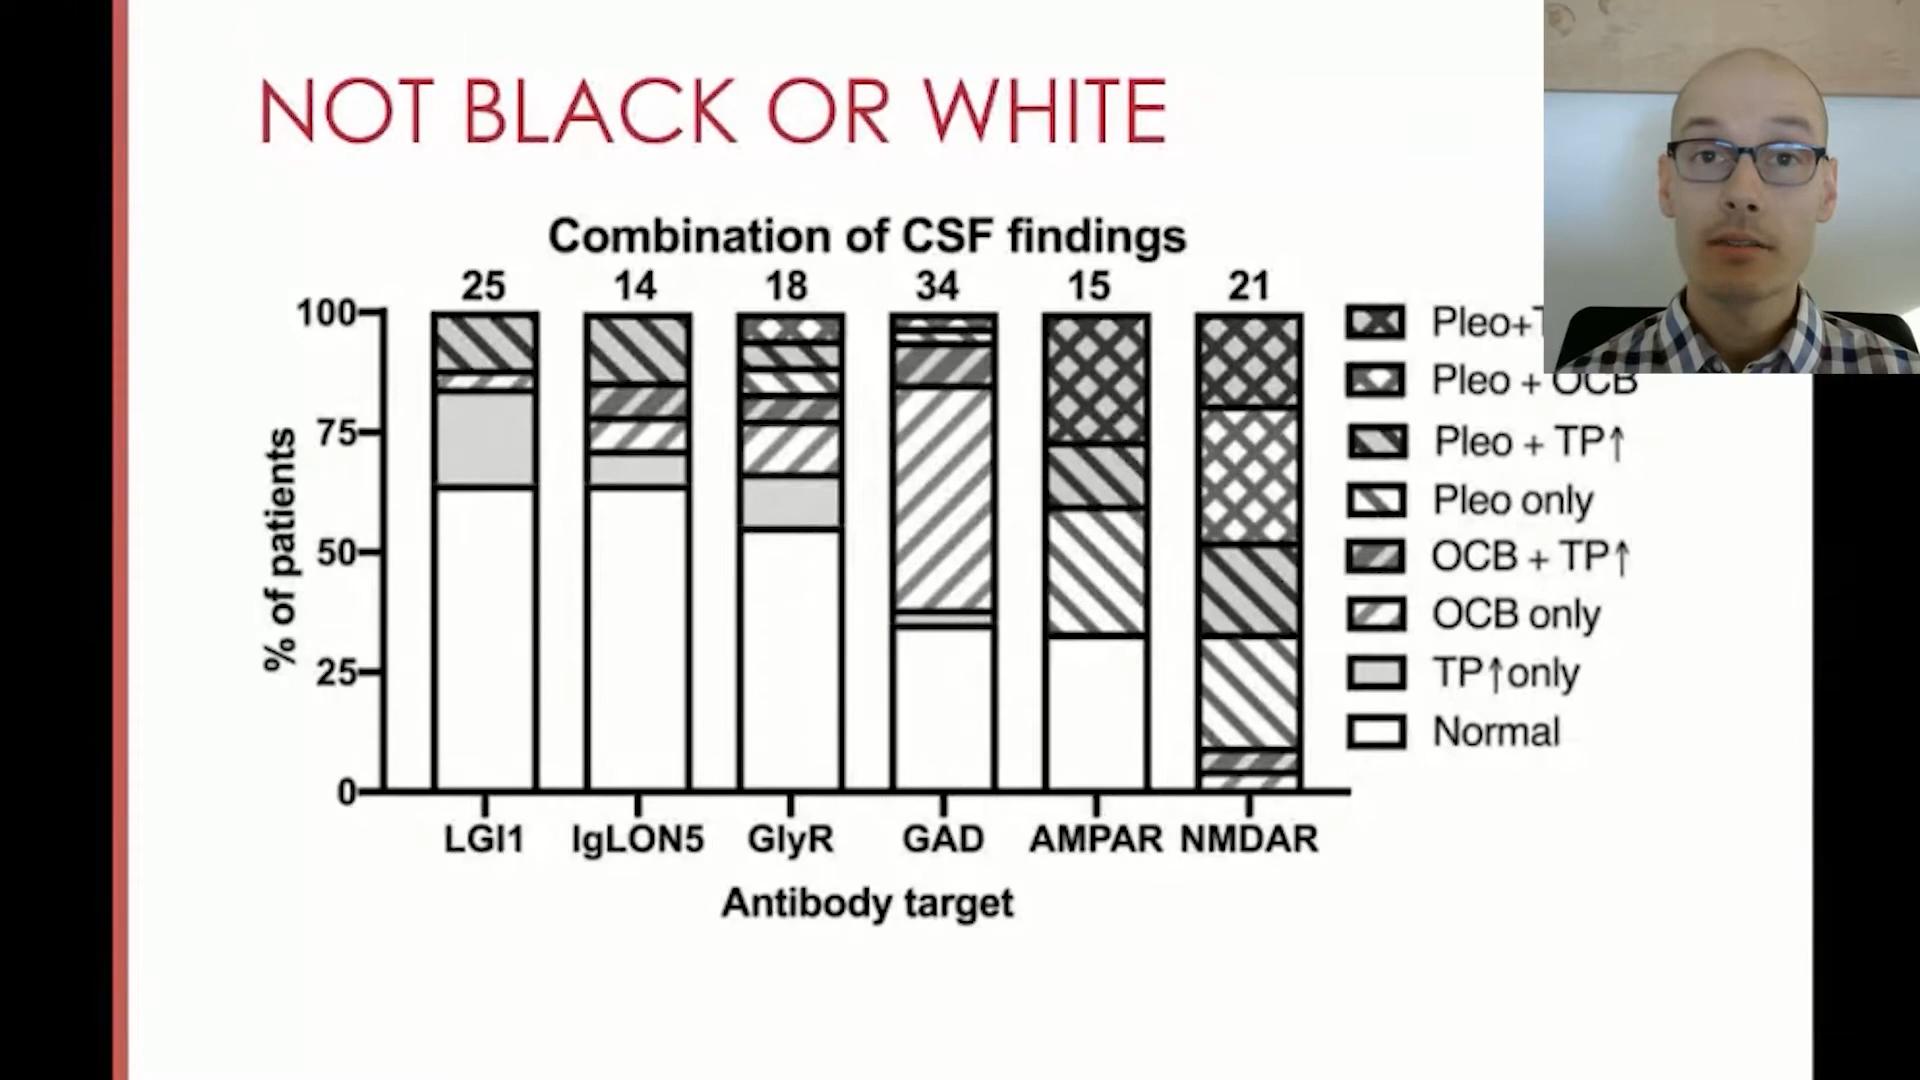 NOT BLACK OR WHITE
Combination of CSF findings
25 14 18 34 15 21
100
75
50
25
0
% of patients
LGI1 IgLON5 GlyR GAD AMPAR NMDAR
Antibody target
Pleo + OCB
Pleo + TP↑
Pleo only
OCB + TP↑
OCB only
TP↑only
Normal